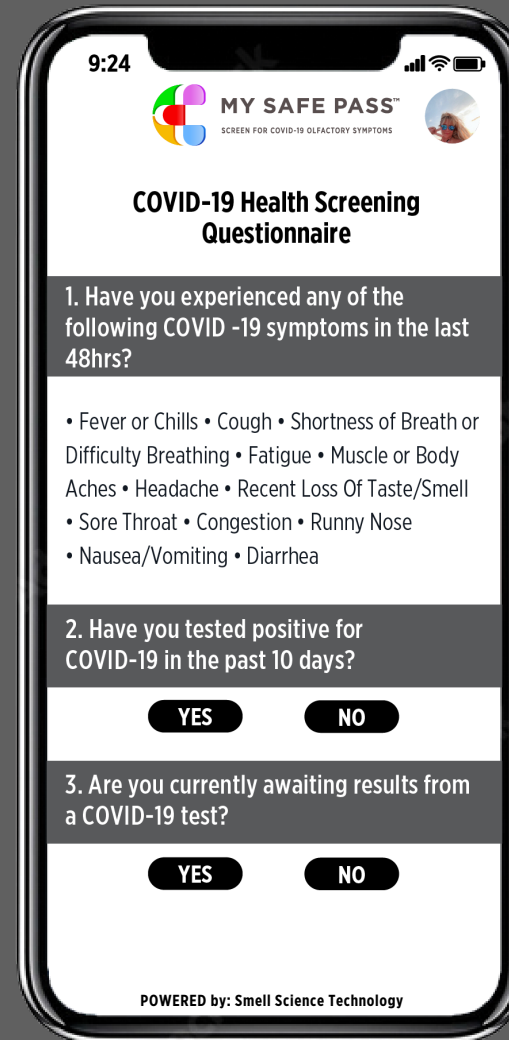 9:24
MY SAFE PASS™
SCREEN FOR COVID-19 OLFACTORY SYMPTOMS
COVID-19 Health Screening
Questionnaire
1. Have you experienced any of the
following COVID -19 symptoms in the last
48hrs?
• Fever or Chills • Cough • Shortness of Breath or
Difficulty Breathing • Fatigue • Muscle or Body
Aches • Headache • Recent Loss Of Taste/Smell
• Sore Throat • Congestion • Runny Nose
• Nausea/Vomiting • Diarrhea
2. Have you tested positive for
COVID-19 in the past 10 days?
YES NO
3. Are you currently awaiting results from
a COVID-19 test?
YES NO
POWERED by: Smell Science Technology